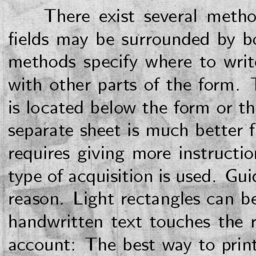 There exist several metho
fields may be surrounded by bo
methods specify where to writ
with other parts of the form. T
is located below the form or th
separate sheet is much better f
requires giving more instructio
type of acquisition is used. Guid
reason. Light rectangles can be
handwritten text touches the r
account: The best way to print